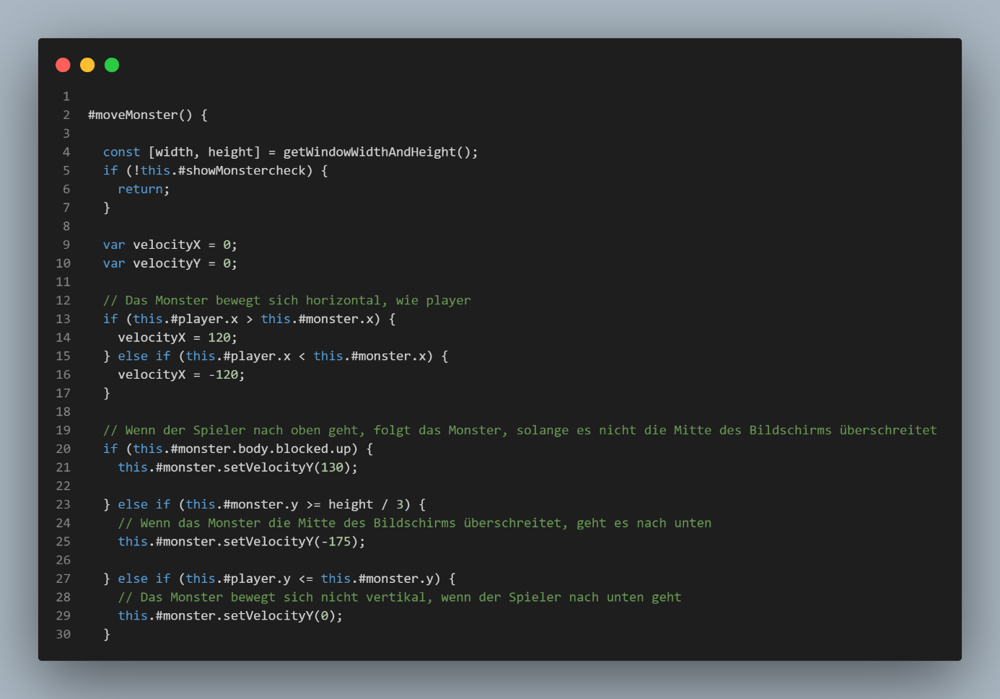 1
2 #moveMonster() {
3
4 const [width, height] = getWindowWidthAndHeight();
5 if (!this.#showMonstercheck) {
6 return;
7 }
8
9 var velocityX = 0;
10 var velocityY = 0;
11
12 // Das Monster bewegt sich horizontal, wie player
13 if (this.#player.x > this.#monster.x) {
14 velocityX = 120;
15 } else if (this.#player.x < this.#monster.x) {
16 velocityX = -120;
17 }
18
19 // Wenn der Spieler nach oben geht, folgt das Monster, solange es nicht die Mitte des Bildschirms überschreitet
20 if (this.#monster.body.blocked.up) {
21 this.#monster.setVelocityY(130);
22
23 } else if (this.#monster.y >= height / 3) {
24 // Wenn das Monster die Mitte des Bildschirms überschreitet, geht es nach unten
25 this.#monster.setVelocityY(-175);
26
27 } else if (this.#player.y <= this.#monster.y) {
28 // Das Monster bewegt sich nicht vertikal, wenn der Spieler nach unten geht
29 this.#monster.setVelocityY(0);
30 }